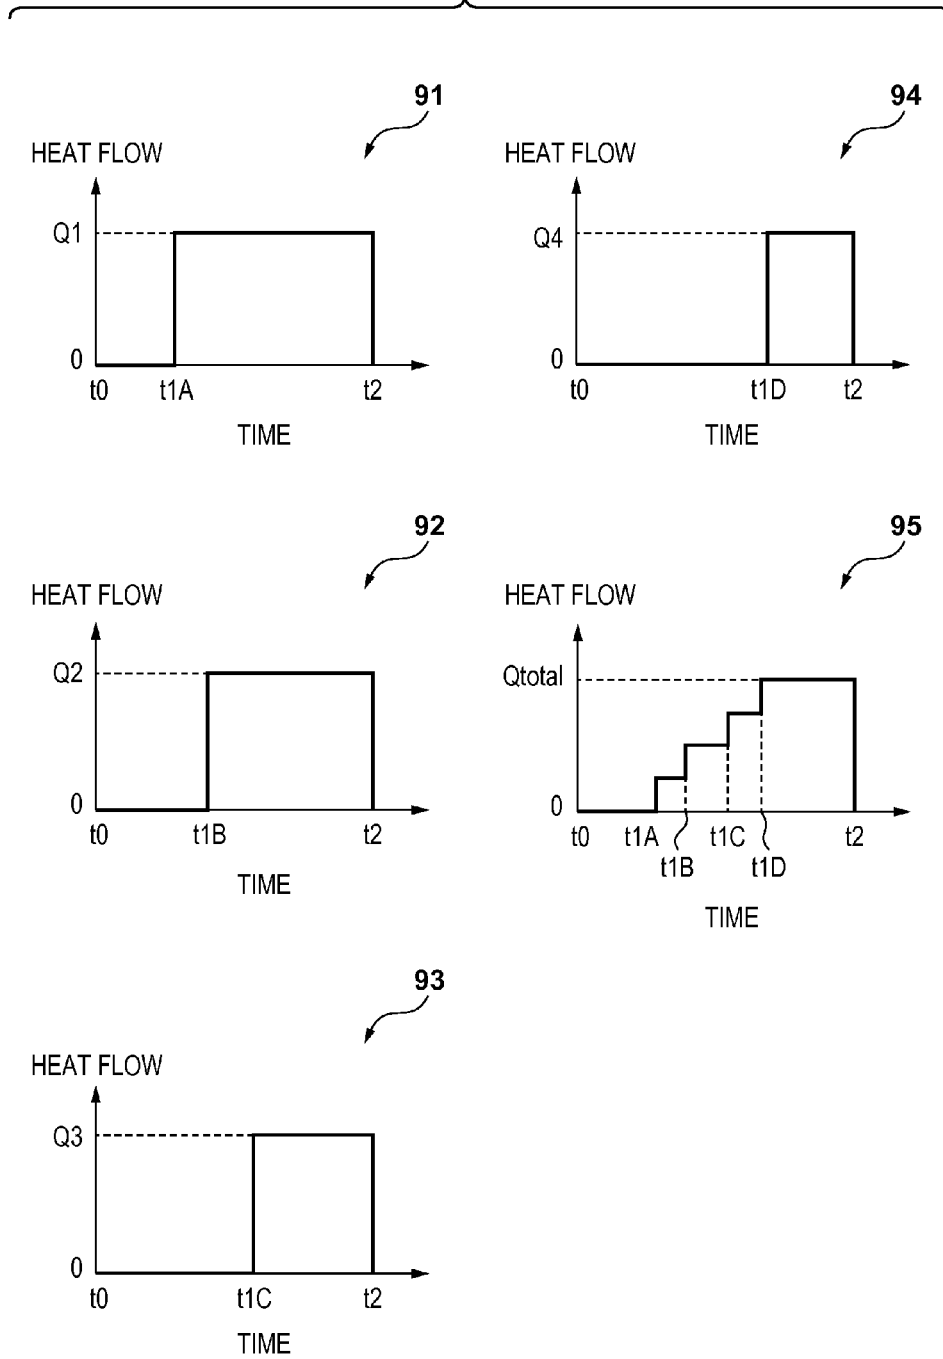 91
HEAT FLOW
Q1
0
t0 t1A t2
TIME
94
HEAT FLOW
Q4
0
t0 t1D t2
TIME
92
HEAT FLOW
Q2
0
t0 t1B t2
TIME
95
HEAT FLOW
Qtotal
0
t0 t1A t1C t2
t1B t1D
TIME
93
HEAT FLOW
Q3
0
t0 t1C t2
TIME